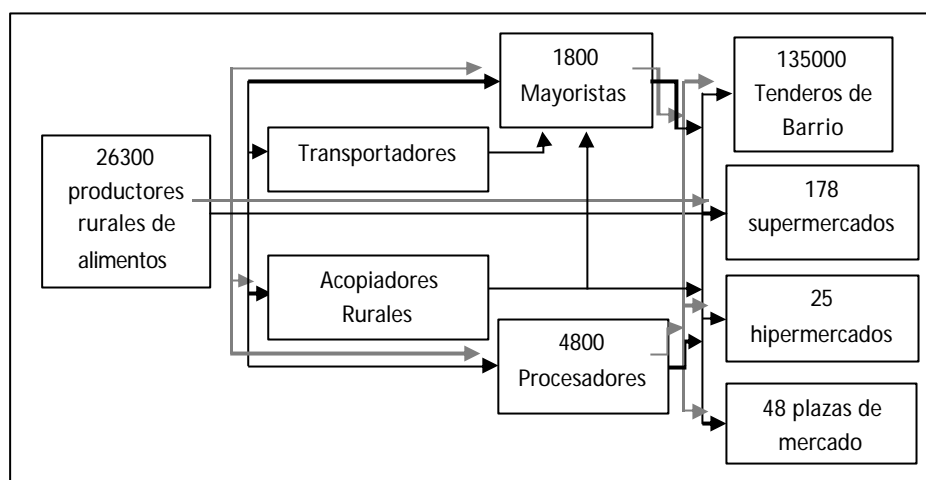 26300
productores
rurales de
alimentos
1800
Mayoristas
Transportadores
Acopiadores
Rurales
4800
Procesadores
135000
Tenderos de
Barrio
178
supermercados
25
hipermercados
48 plazas de
mercado